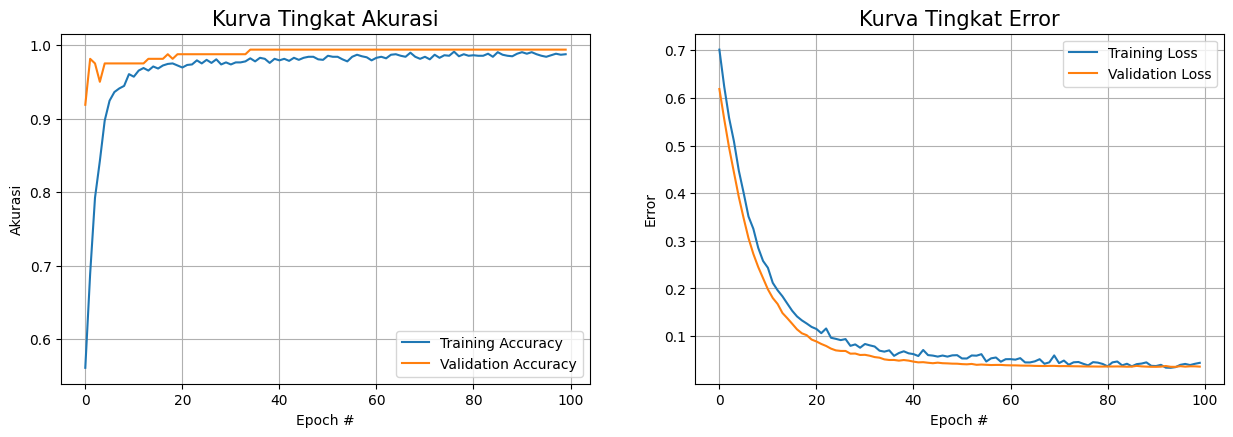 Kurva Tingkat Akurasi
1.0
0.9
0.8
0.7
0.6
Akurasi
0 20 40 60 80 100
Epoch #
Training Accuracy
Validation Accuracy
Kurva Tingkat Error
0.7
0.6
0.5
0.4
0.3
0.2
0.1
Error
0 20 40 60 80 100
Epoch #
Training Loss
Validation Loss